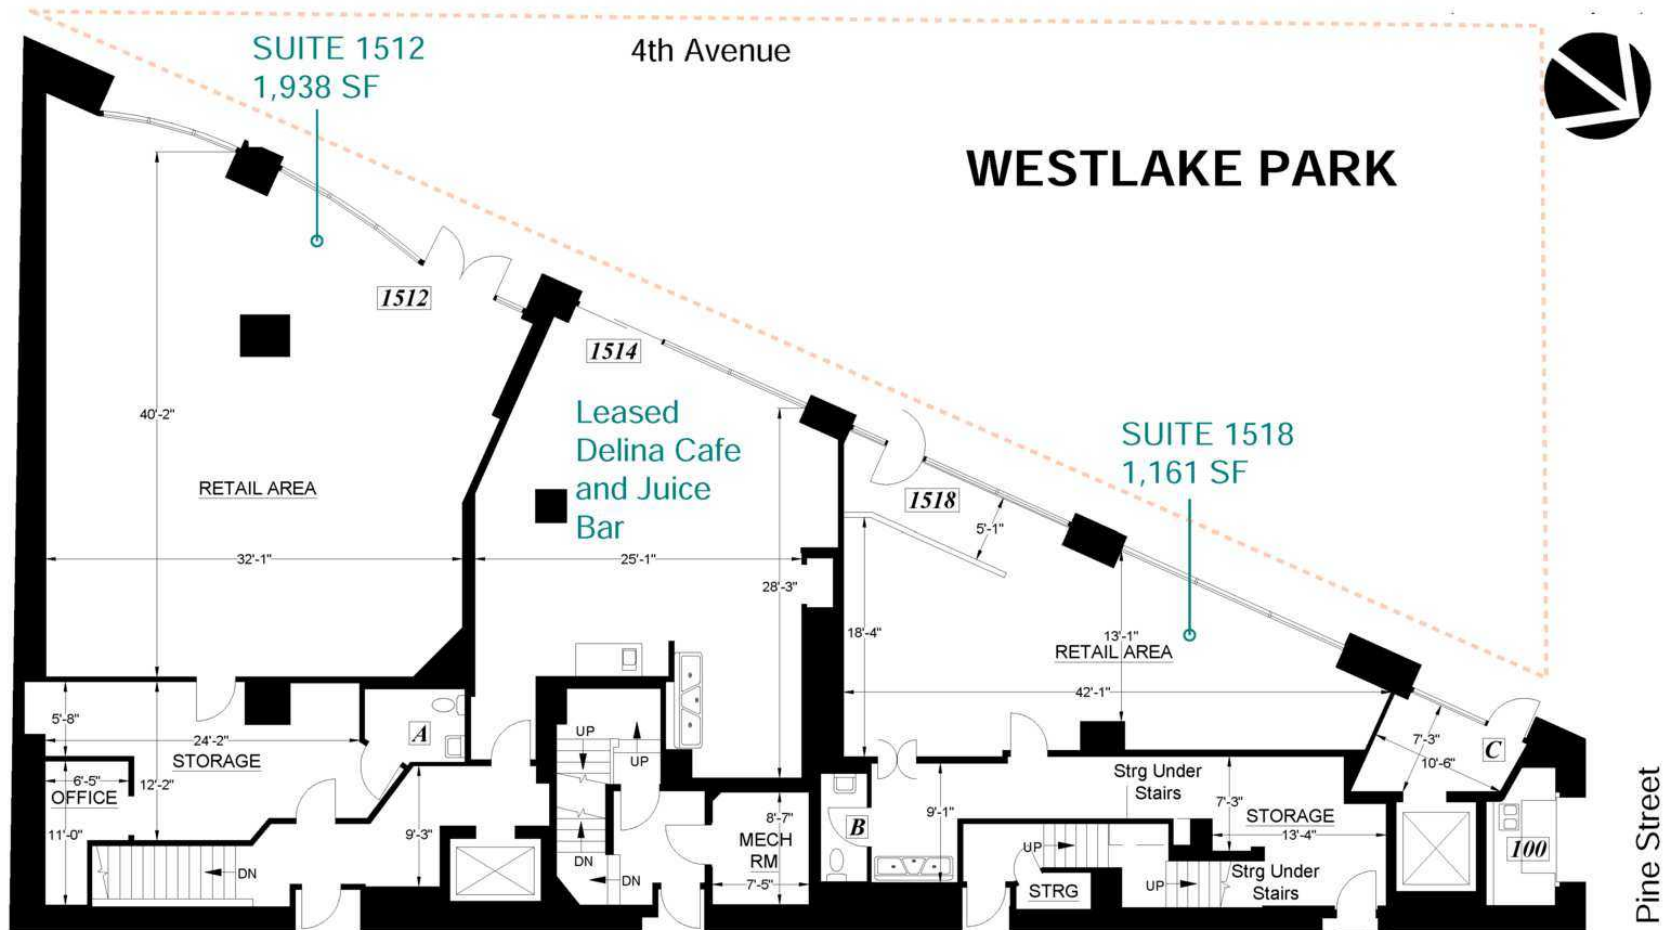 SUITE 1512
1,938 SF
4th Avenue
WESTLAKE PARK
1512
1514
40'-2"
Leased
Delina Cafe
and Juice
Bar
SUITE 1518
1,161 SF
RETAIL AREA
1518
5'-1"
32'-1"
25'-1"
28'-3"
18'-4"
13'-1"
RETAIL AREA
42'-1"
5'-8"
24'-2"
STORAGE
A
UP
UP
7'-3"
10'-6"
C
6'-5"
OFFICE
12'-2"
11'-0"
9'-3"
DN
DN
DN
8'-7"
MECH
RM
7'-5"
B
9'-1"
Strg Under
Stairs
7'-3"
STORAGE
13'-4"
UP
UP
STRG
Strg Under
Stairs
100
Pine Street